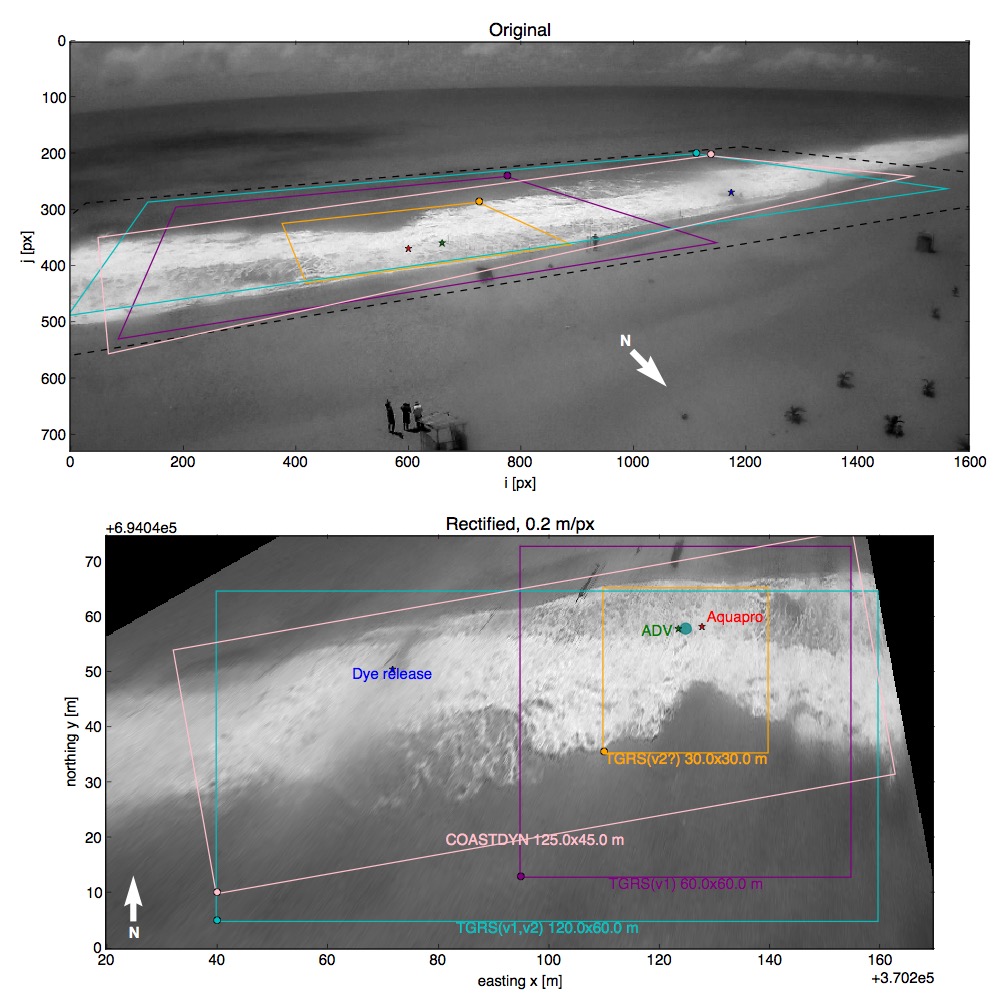 Original
0
100
200
300
400
500
600
700
j [px]
N
0 200 400 600 800 1000 1200 1400 1600
i [px]
+6.9404e5
Rectified, 0.2 m/px
70
60
50
40
30
20
10
0
northing y [m]
Aquapro
ADV
Dye release
TGRS(v2?) 30.0x30.0 m
COASTDYN 125.0x45.0 m
TGRS(v1) 60.0x60.0 m
TGRS(v1,v2) 120.0x60.0 m
N
20 40 60 80 100 120 140 160
easting x [m]
+3.702e5